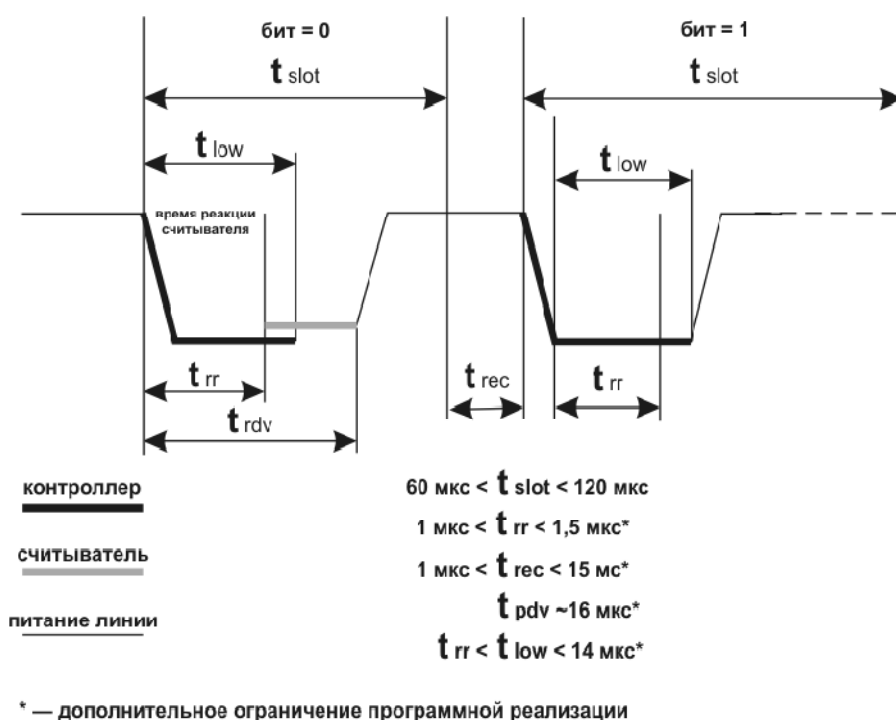 бит = 0
бит = 1
t slot
t slot
t low
t low
время реакции
считывателя
t rr
t rec
t rr
t rdv
контроллер
60 мкс < t slot < 120 мкс
1 мкс < t rr < 1,5 мкс*
считыватель
1 мкс < t rec < 15 мс*
t pdv ~16 мкс*
питание линии
t rr < t low < 14 мкс*
* — дополнительное ограничение программной реализации